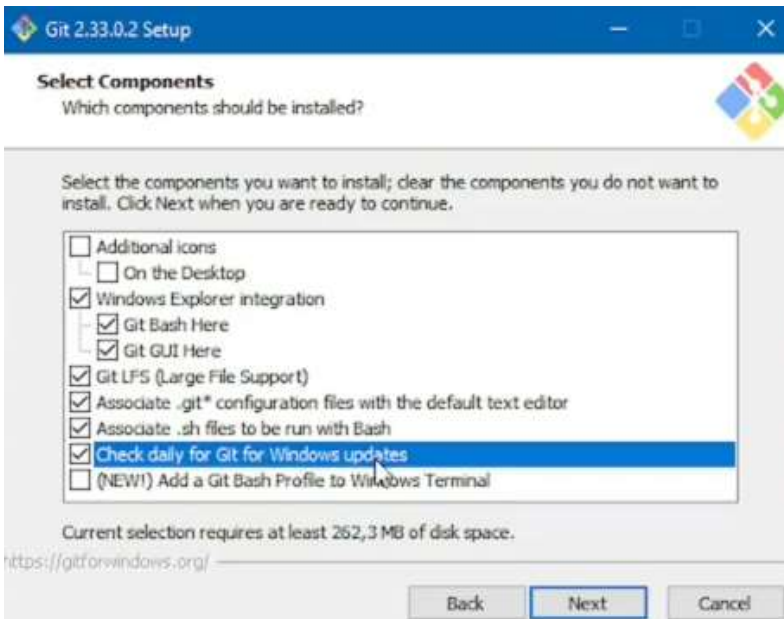 Git 2.33.0.2 Setup
Select Components
Which components should be installed?
Select the components you want to install; clear the components you do not want to
install. Click Next when you are ready to continue.
Additional icons
On the Desktop
Windows Explorer integration
Git Bash Here
Git GUI Here
Git LFS (Large File Support)
Associate .git* configuration files with the default text editor
Associate .sh files to be run with Bash
Check daily for Git for Windows updates
(NEW!) Add a Git Bash Profile to Windows Terminal
Current selection requires at least 262,3 MB of disk space.
https://gitforwindows.org/
Back Next Cancel